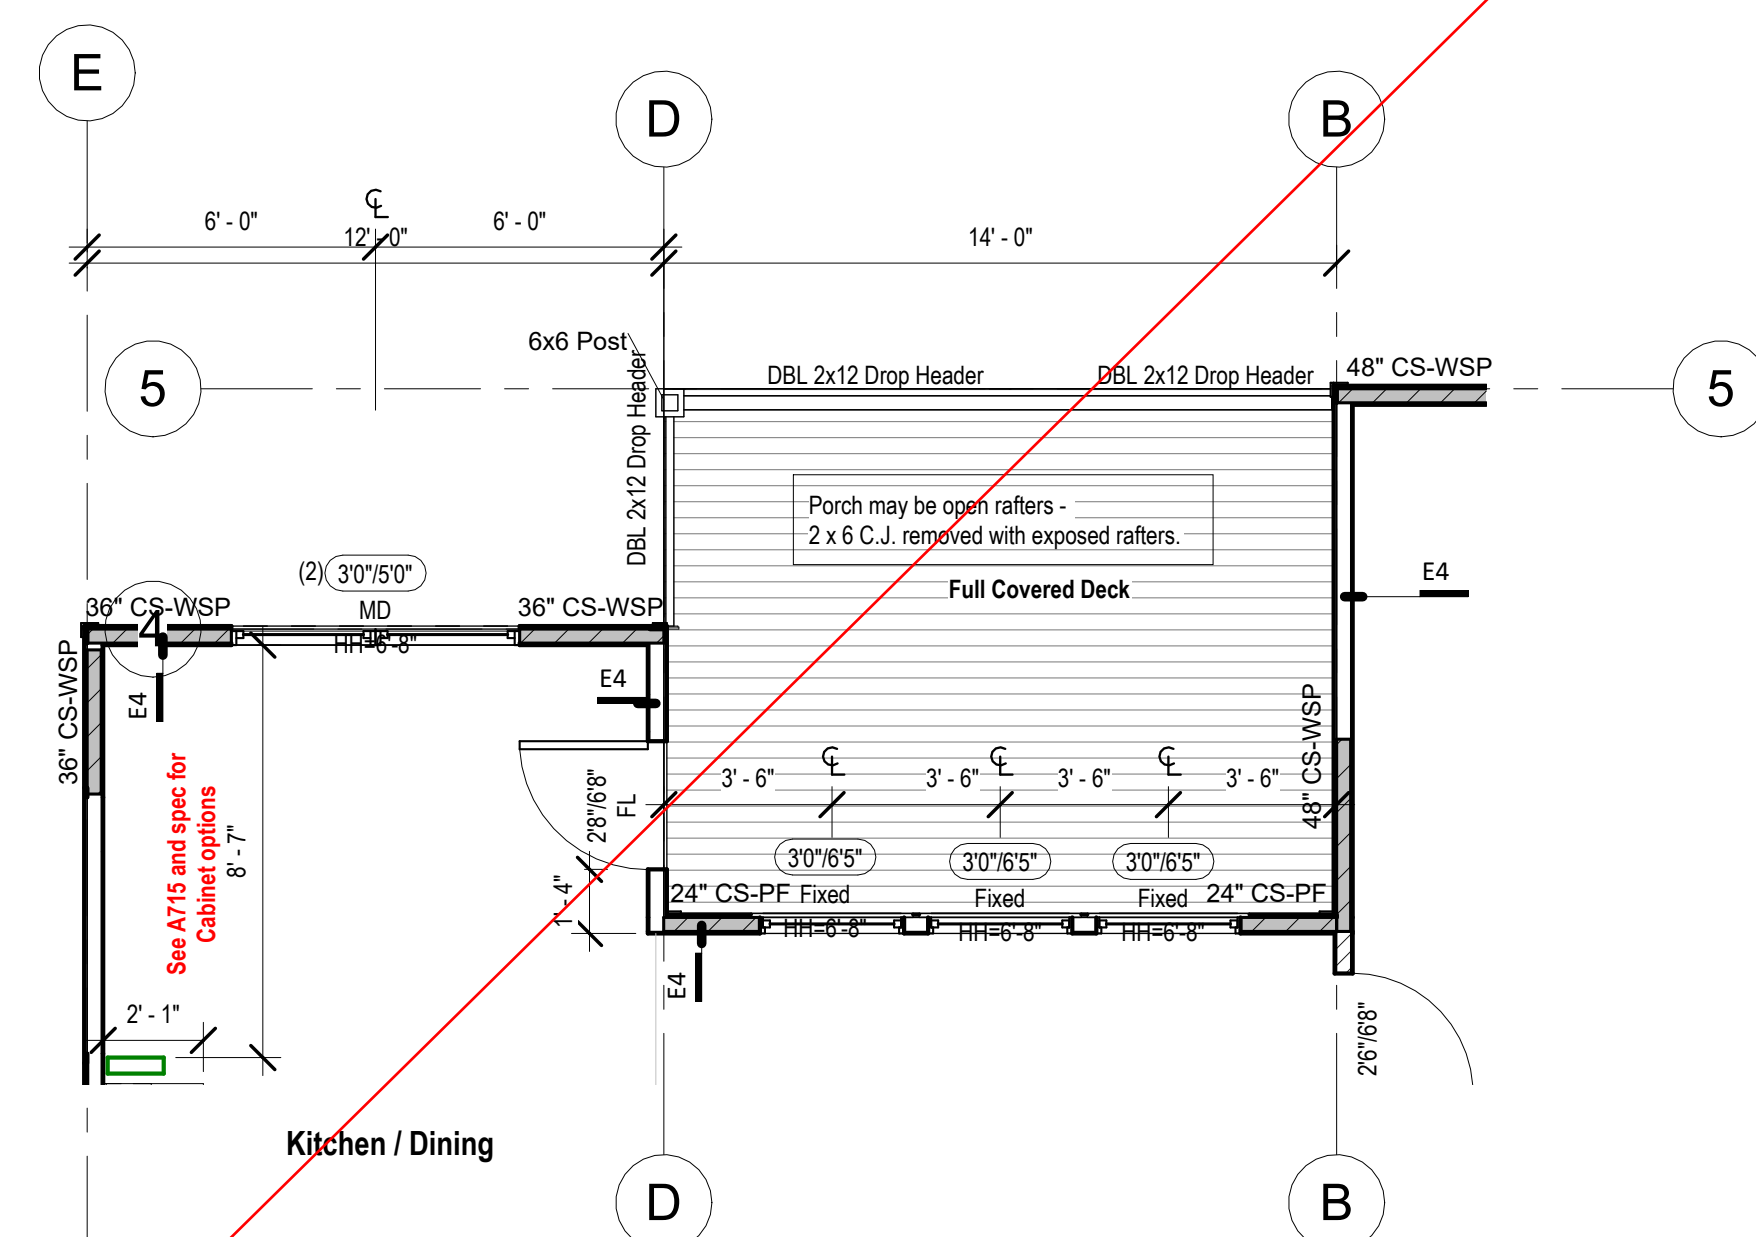 E
D
B
6' - 0"
6' - 0"
12' - 0"
14' - 0"
6x6 Post
DBL 2x12 Drop Header
DBL 2x12 Drop Header
DBL 2x12 Drop Header
48" CS-WSP
5
5
Porch may be open rafters -
2 x 6 C.J. removed with exposed rafters.
Full Covered Deck
E4
(2) 3'0"/5'0"
MD
HH=6'-8"
36" CS-WSP
36" CS-WSP
4
36" CS-WSP
E4
E4
48" CS-WSP
3' - 6"
3' - 6"
3' - 6"
3' - 6"
See A715 and spec for
Cabinet options
8' - 7"
2'8"/6'8"
FL
1' - 4"
3'0"/6'5"
3'0"/6'5"
3'0"/6'5"
24" CS-PF
Fixed
Fixed
Fixed
24" CS-PF
HH=6'-8"
HH=6'-8"
HH=6'-8"
E4
2' - 1"
2'6"/6'8"
Kitchen / Dining
D
B